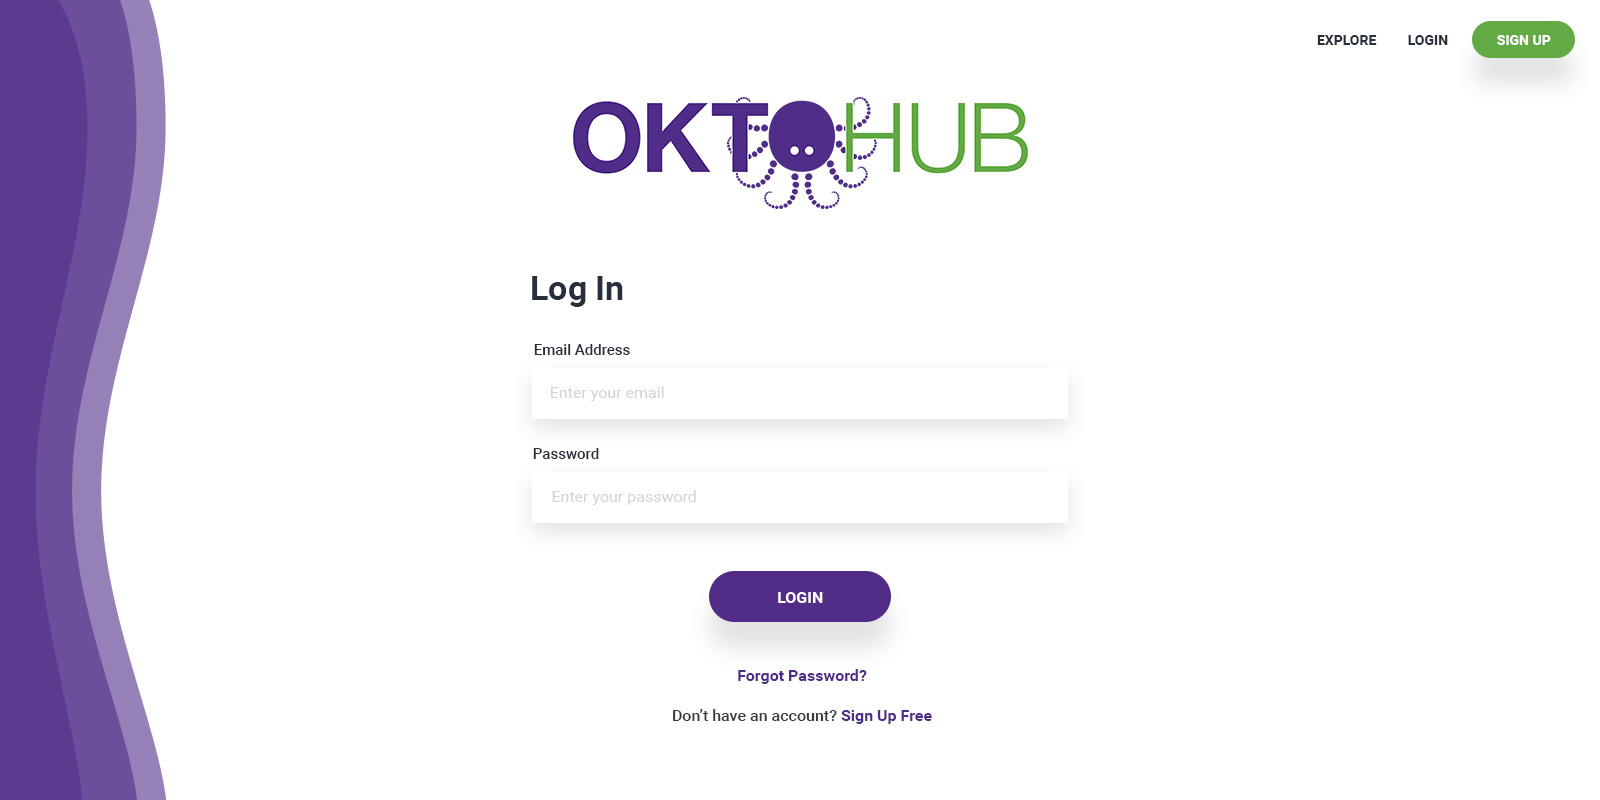 EXPLORE LOGIN SIGN UP
OKTOHUB
Log In
Email Address
Enter your email
Password
Enter your password
LOGIN
Forgot Password?
Don’t have an account? Sign Up Free